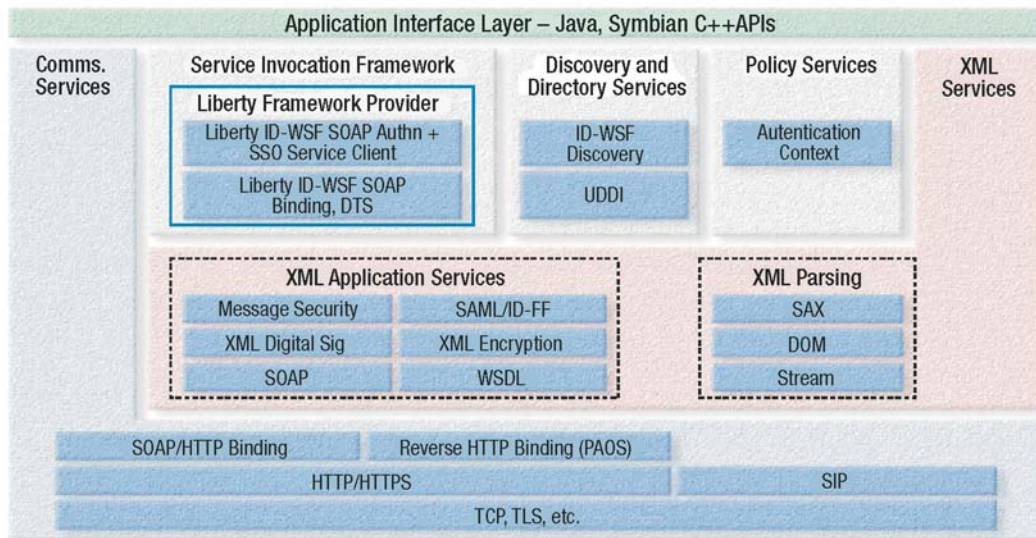 Application Interface Layer – Java, Symbian C++APIs
Comms.
Services
Service Invocation Framework
Liberty Framework Provider
Liberty ID-WSF SOAP Authn +
SSO Service Client
Liberty ID-WSF SOAP
Binding, DTS
Discovery and
Directory Services
ID-WSF
Discovery
UDDI
Policy Services
Autentication
Context
XML
Services
XML Application Services
Message Security
SAML/ID-FF
XML Digital Sig
XML Encryption
SOAP
WSDL
XML Parsing
SAX
DOM
Stream
SOAP/HTTP Binding
Reverse HTTP Binding (PAOS)
HTTP/HTTPS
SIP
TCP, TLS, etc.